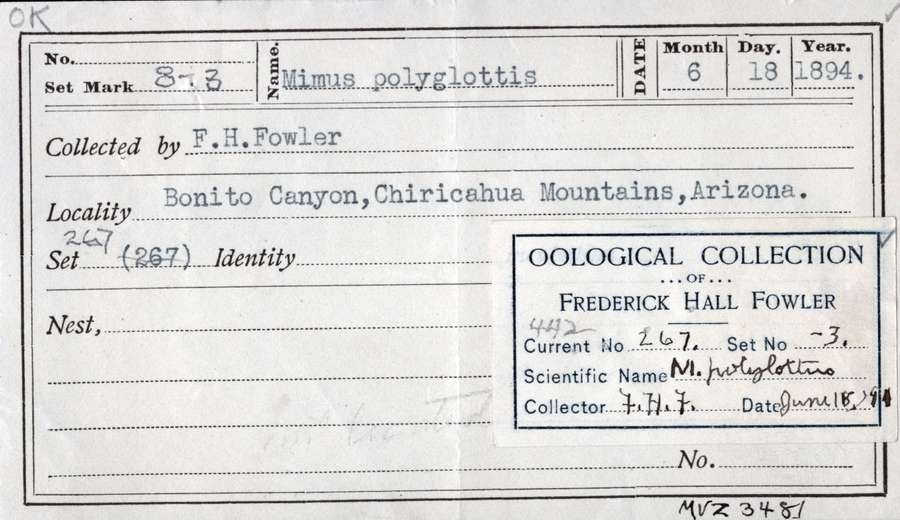 OK
No.
Set Mark 8-3
Name. Mimus polyglottis
DATE
Month Day. Year.
6 18 1894.
Collected by F.H.Fowler
Locality Bonito Canyon,Chiricahua Mountains,Arizona.
267
Set (267) Identity
Nest,
OOLOGICAL COLLECTION
...OF...
FREDERICK HALL FOWLER
442
Current No 267. Set No -3.
Scientific Name M. polyglottis
Collector F.H.F. Date June 18, '94
No.
MVZ 3481